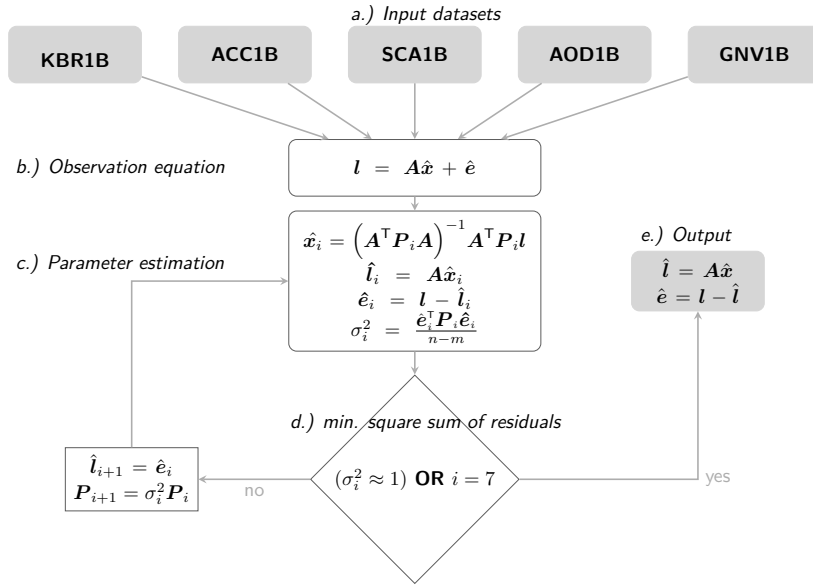 a.) Input datasets
KBR1B ACC1B SCA1B AOD1B GNV1B
b.) Observation equation
l = Ax̂ + ê
c.) Parameter estimation
x̂ᵢ = (AᵀPᵢA)⁻¹AᵀPᵢl
l̂ᵢ = Ax̂ᵢ
êᵢ = l − l̂ᵢ
σᵢ² = êᵢᵀPᵢêᵢ / n−m
e.) Output
l̂ = Ax̂
ê = l − l̂
d.) min. square sum of residuals
(σᵢ² ≈ 1) OR i = 7
no
yes
l̂ᵢ₊₁ = êᵢ
Pᵢ₊₁ = σᵢ²Pᵢ